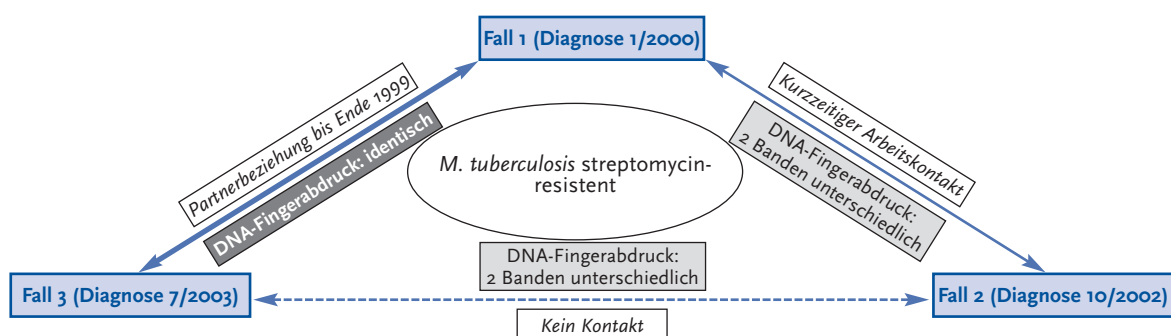 Fall 1 (Diagnose 1/2000)
Partnerbeziehung bis Ende 1999
DNA-Fingerabdruck: identisch
Kurzzeitiger Arbeitskontakt
DNA-Fingerabdruck:
2 Banden unterschiedlich
M. tuberculosis streptomycin-
resistent
DNA-Fingerabdruck:
2 Banden unterschiedlich
Fall 3 (Diagnose 7/2003)
Fall 2 (Diagnose 10/2002)
Kein Kontakt